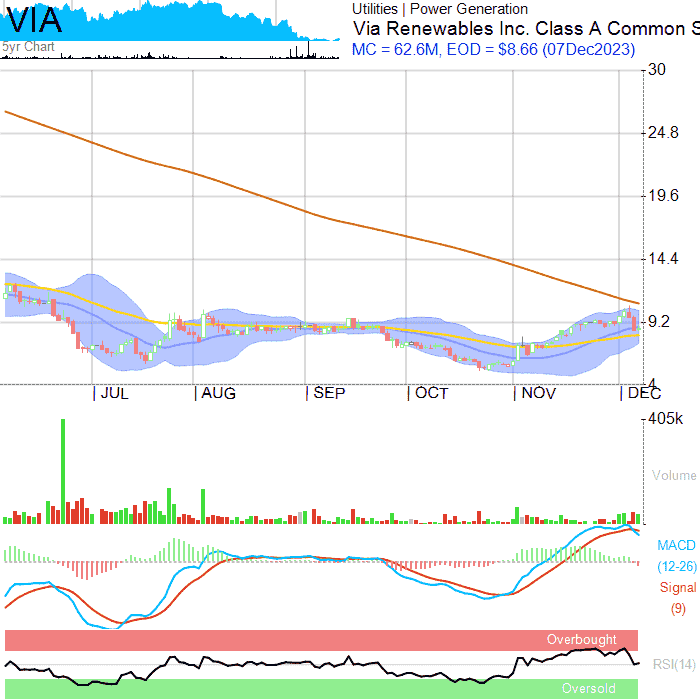 VIA
5yr Chart
Utilities | Power Generation
Via Renewables Inc. Class A Common S
MC = 62.6M, EOD = $8.66 (07Dec2023)
30
24.8
19.6
14.4
9.2
4
JUL
AUG
SEP
OCT
NOV
DEC
405k
Volume
MACD
(12-26)
Signal
(9)
Overbought
RSI(14)
Oversold